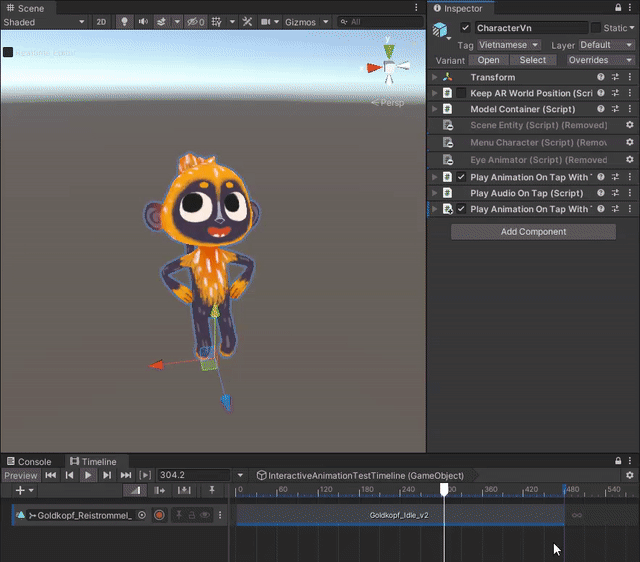 Scene
Shaded
2D
0
Gizmos
All
y
x
Persp
Inspector
CharacterVn
Static
Tag Vietnamese Layer Default
Variant Open Select Overrides
Transform
Keep AR World Position (Scri
Model Container (Script)
Scene Entity (Script) (Removed)
Menu Character (Script) (Remov
Eye Animator (Script) (Removed
Play Animation On Tap With
Play Audio On Tap (Script)
Play Animation On Tap With
Add Component
Console Timeline
Preview 304.2 InteractiveAnimationTestTimeline (GameObject)
0 60 120 180 240 300 360 420 480 540
Goldkopf_Reistrommel_ Goldkopf_Idle_v2